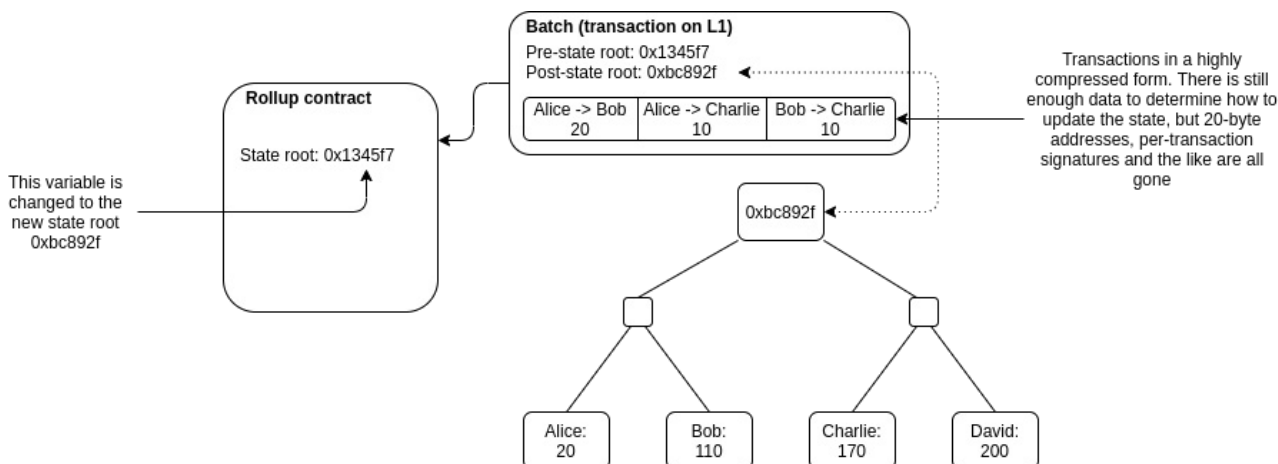 Batch (transaction on L1)
Pre-state root: 0x1345f7
Post-state root: 0xbc892f
Alice -> Bob
20
Alice -> Charlie
10
Bob -> Charlie
10
Transactions in a highly
compressed form. There is still
enough data to determine how to
update the state, but 20-byte
addresses, per-transaction
signatures and the like are all
gone
Rollup contract
State root: 0x1345f7
This variable is
changed to the
new state root
0xbc892f
0xbc892f
Alice:
20
Bob:
110
Charlie:
170
David:
200